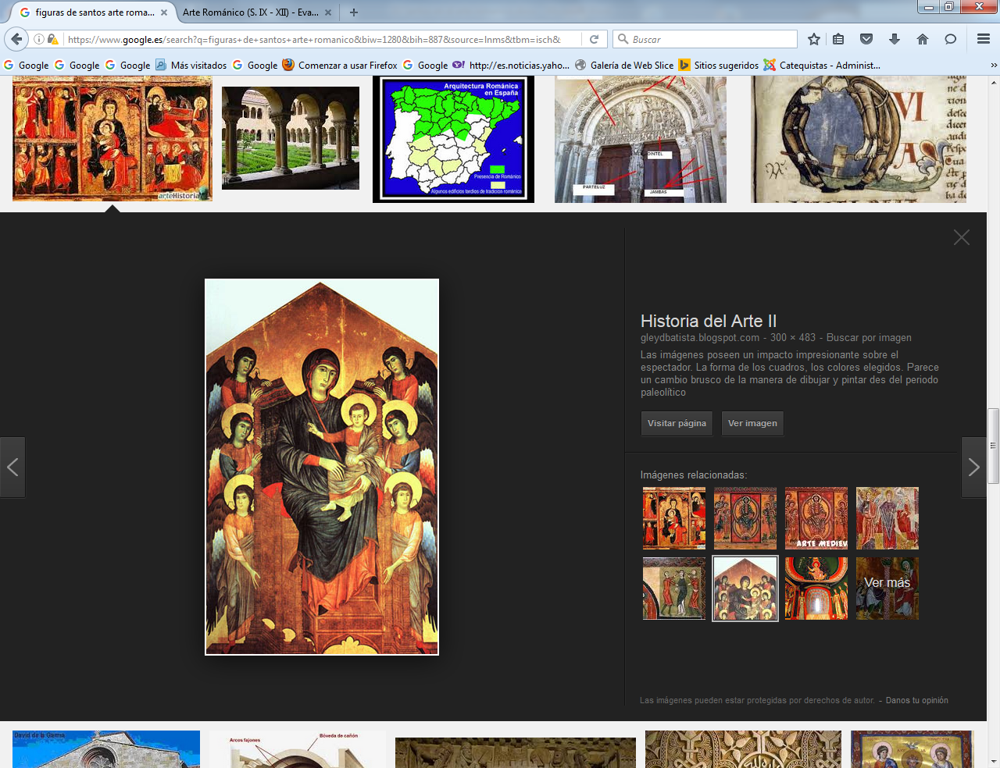 figuras de santos arte roma...
Arte Románico (S. IX - XII) - Eva...
https://www.google.es/search?q=figuras+de+santos+arte+romanico&biw=1280&bih=887&source=lnms&tbm=isch&
Buscar
Google
Google
Google
Más visitados
Google
Comenzar a usar Firefox
Google
http://es.noticias.yaho...
Galería de Web Slice
Sitios sugeridos
Catequistas - Administ...
arteHistoria
Arquitectura Románica
en España
Presencia de Románico
Algunos edificios tardíos de tradición románica
DINTEL
PARTELUZ
JAMBAS
Historia del Arte II
gleydbatista.blogspot.com - 300 × 483 - Buscar por imagen
Las imágenes poseen un impacto impresionante sobre el
espectador. La forma de los cuadros, los colores elegidos. Parece
un cambio brusco de la manera de dibujar y pintar des del periodo
paleolítico
Visitar página
Ver imagen
Imágenes relacionadas:
ARTE MEDIEV
Ver más
Las imágenes pueden estar protegidas por derechos de autor. - Danos tu opinión
David de la Garma
Arcos fajones
Bóveda de cañón